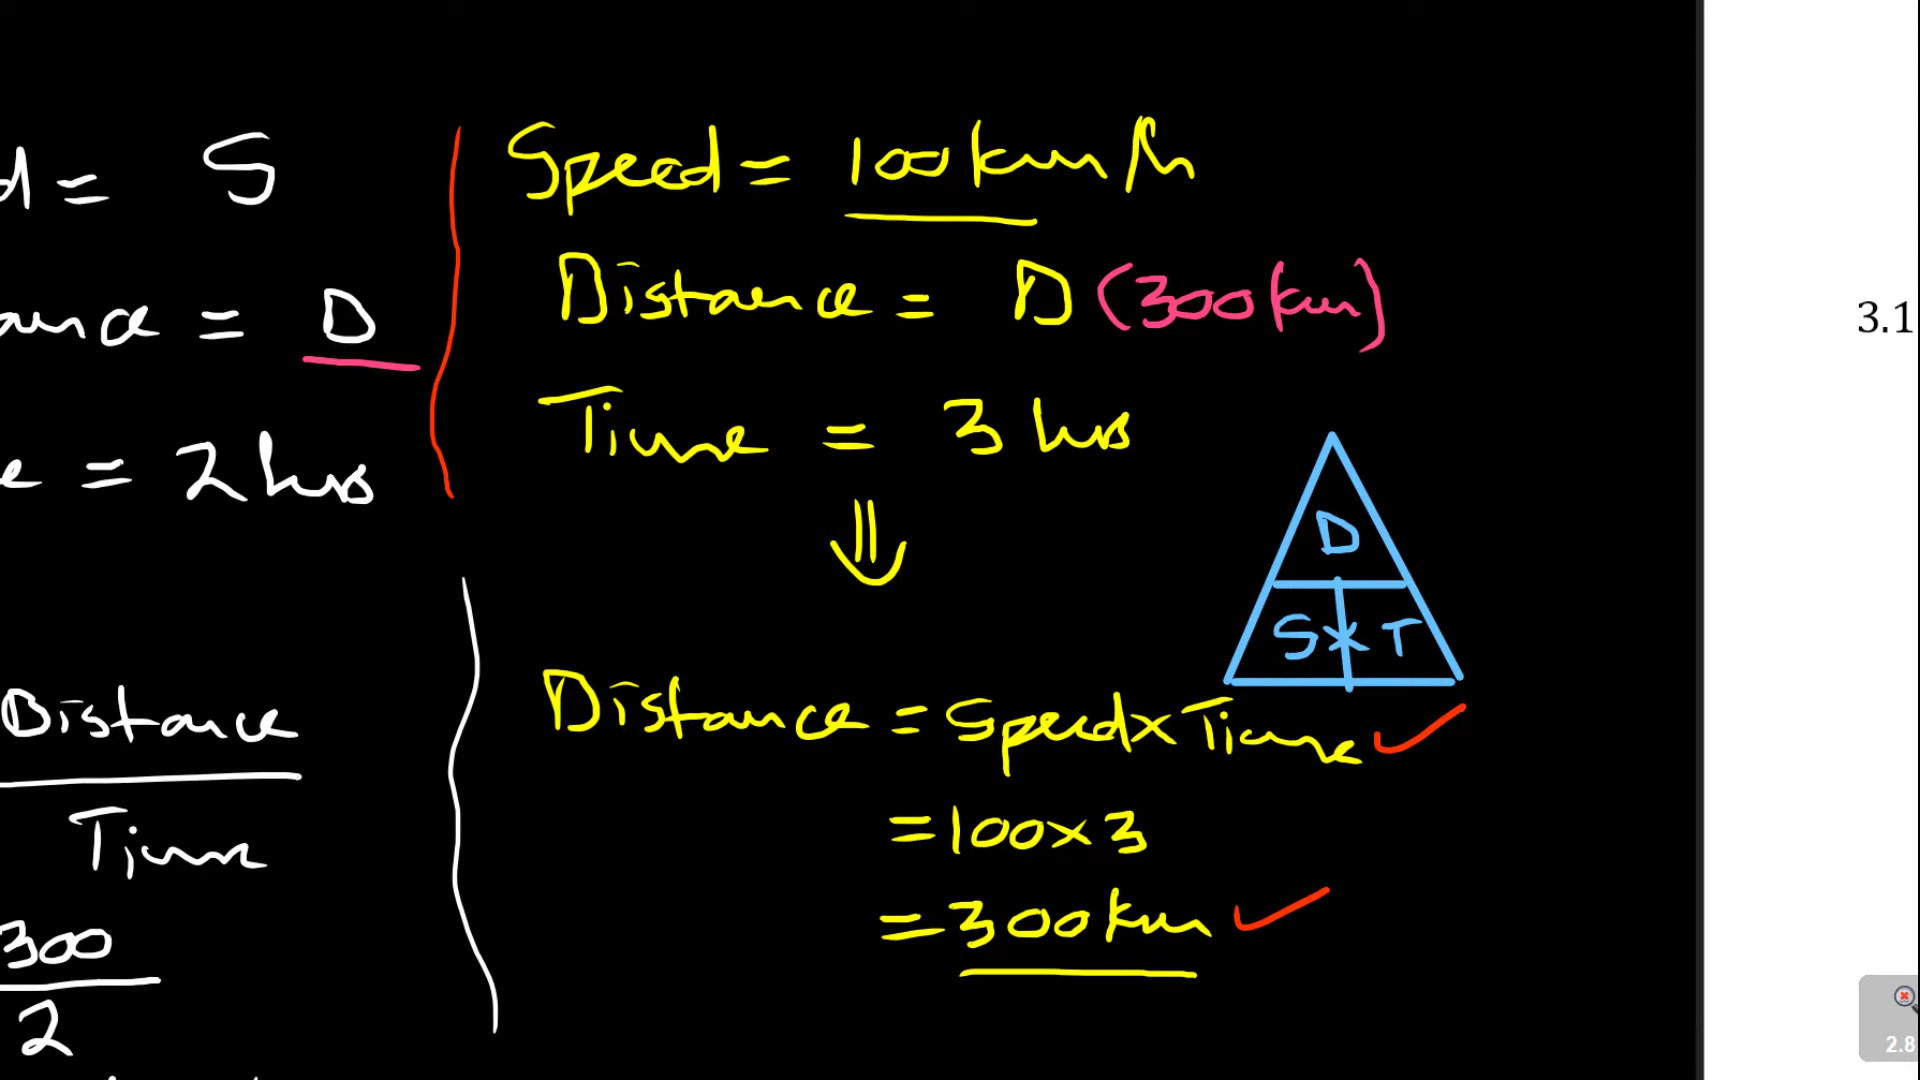 d = S
ance = D
e = 2 hrs
Distance
Time
300
2
Speed = 100 km/h
Distance = D (300 km)
Time = 3 hrs
D
S * T
Distance = Speed x Time
= 100 x 3
= 300 km
3.1
2.8